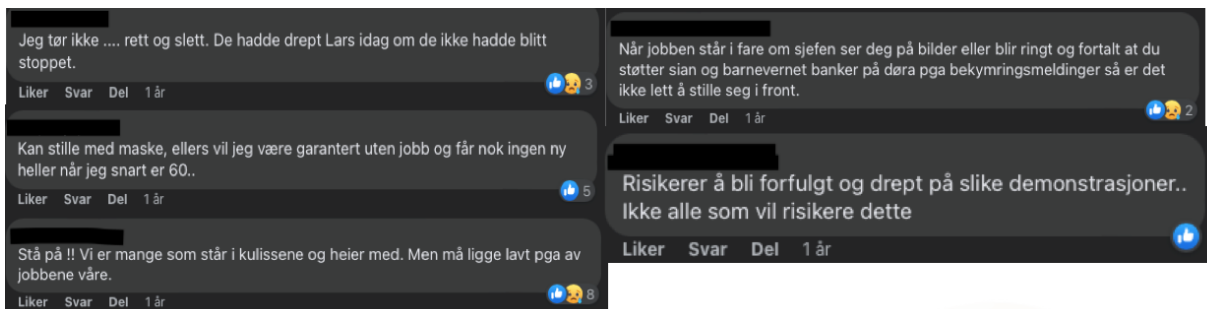 Jeg tør ikke .... rett og slett. De hadde drept Lars idag om de ikke hadde blitt
stoppet.
Liker Svar Del 1 år
3
Kan stille med maske, ellers vil jeg være garantert uten jobb og får nok ingen ny
heller når jeg snart er 60..
Liker Svar Del 1 år
5
Stå på !! Vi er mange som står i kulissene og heier med. Men må ligge lavt pga av
jobbene våre.
Liker Svar Del 1 år
8
Når jobben står i fare om sjefen ser deg på bilder eller blir ringt og fortalt at du
støtter sian og barnevernet banker på døra pga bekymringsmeldinger så er det
ikke lett å stille seg i front.
Liker Svar Del 1 år
2
Risikerer å bli forfulgt og drept på slike demonstrasjoner..
Ikke alle som vil risikere dette
Liker Svar Del 1 år